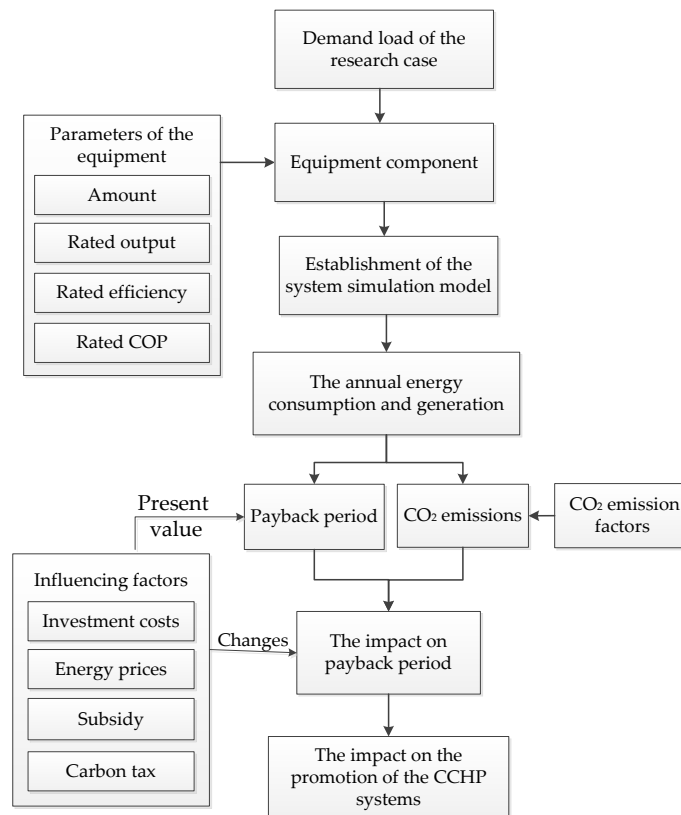 Demand load of the
research case
Parameters of the
equipment
Amount
Rated output
Rated efficiency
Rated COP
Equipment component
Establishment of the
system simulation model
The annual energy
consumption and generation
Present
value
Payback period
CO₂ emissions
CO₂ emission
factors
Influencing factors
Investment costs
Energy prices
Subsidy
Carbon tax
Changes
The impact on
payback period
The impact on the
promotion of the CCHP
systems